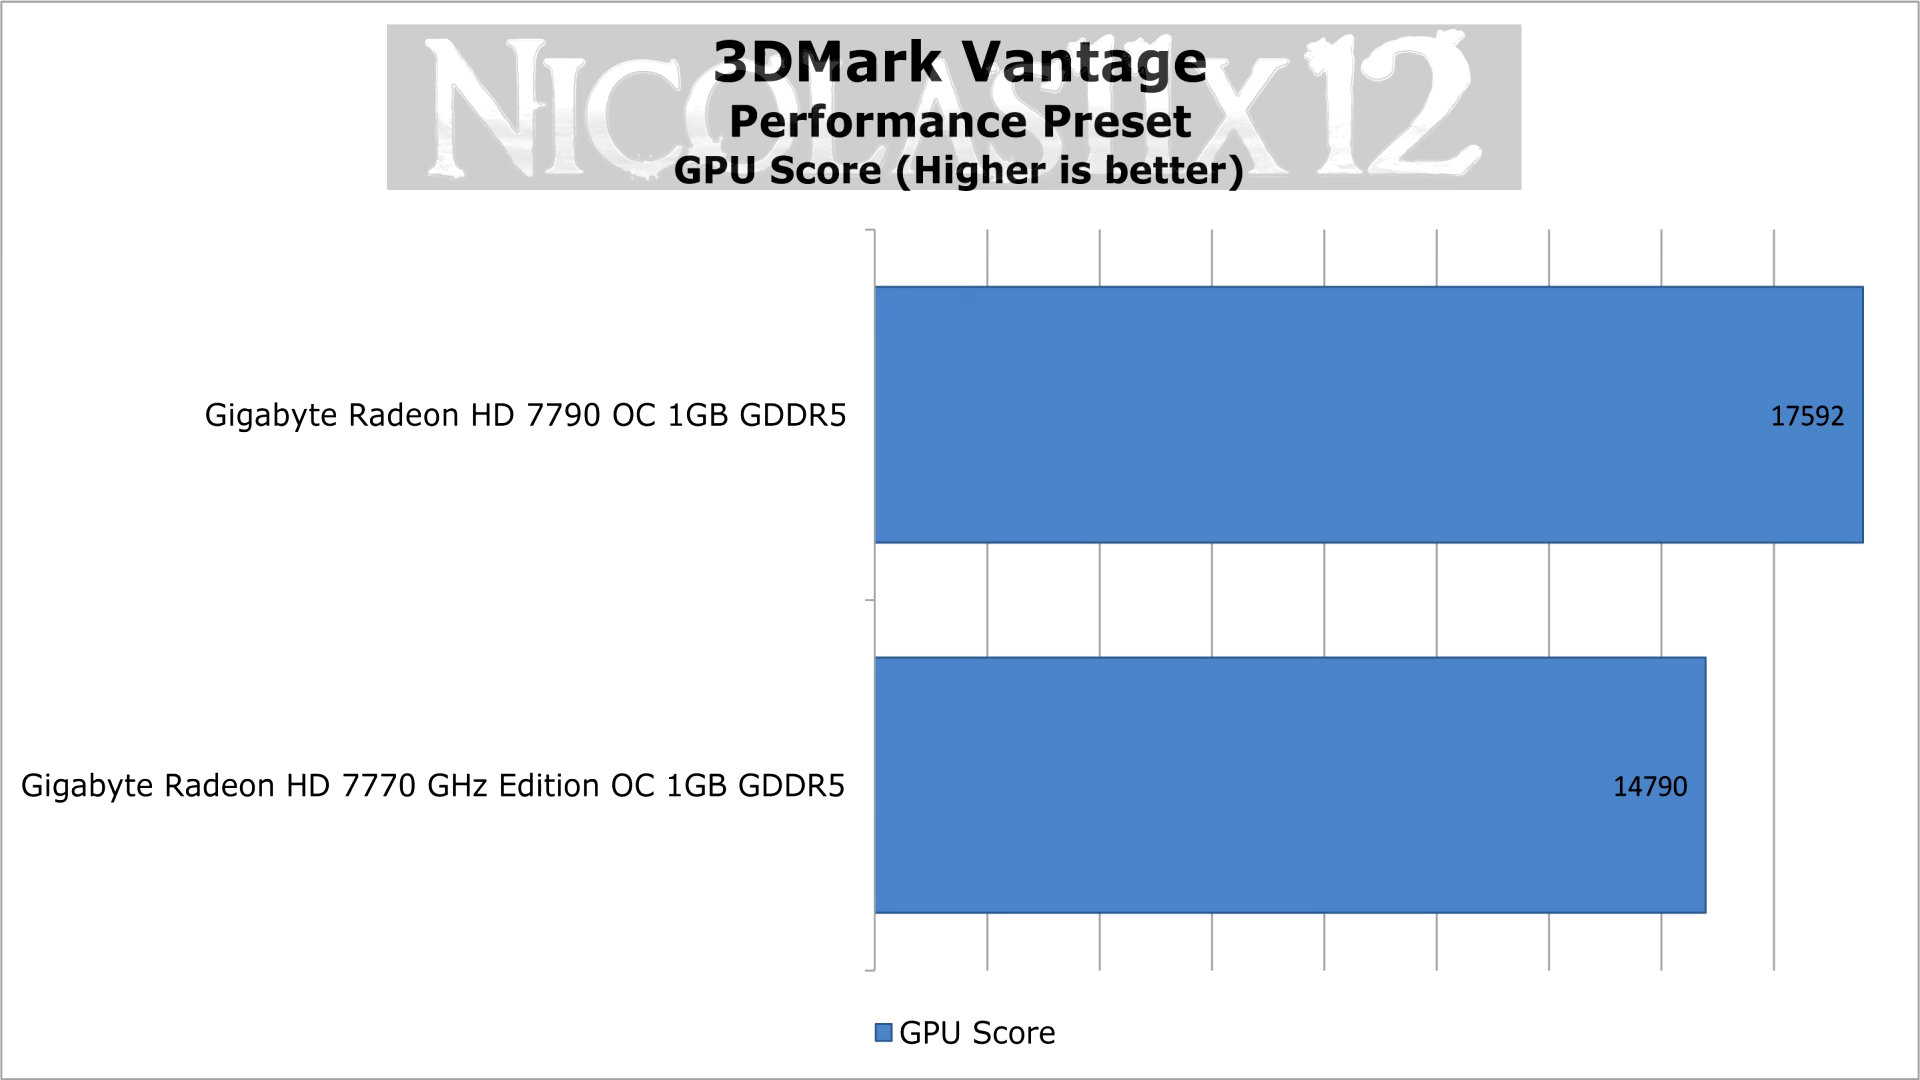 Nicolas11x12
3DMark Vantage
Performance Preset
GPU Score (Higher is better)
Gigabyte Radeon HD 7790 OC 1GB GDDR5
17592
Gigabyte Radeon HD 7770 GHz Edition OC 1GB GDDR5
14790
GPU Score